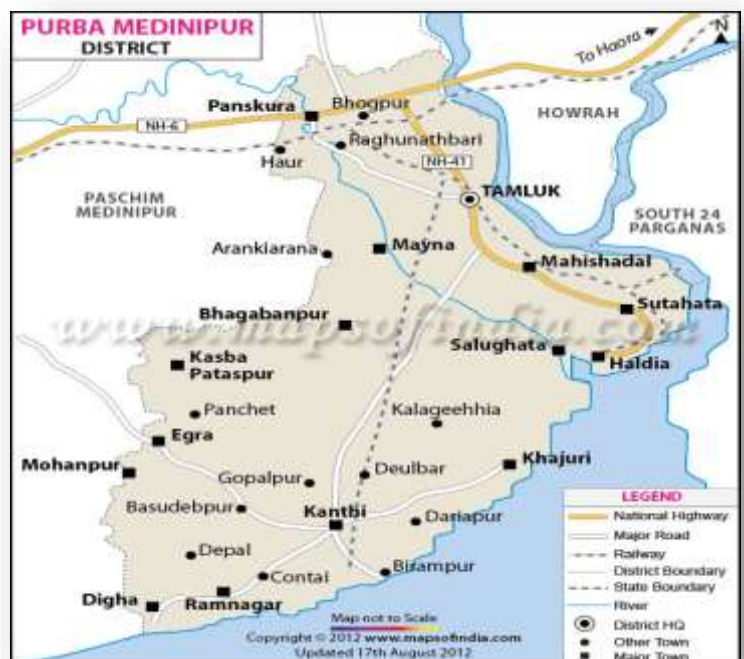 PURBA MEDINIPUR
DISTRICT
N
To Haora
Panskura
Bhogpur
HOWRAH
NH-6
Raghunathbari
Haur
NH-41
PASCHIM
MEDINIPUR
TAMLUK
SOUTH 24
PARGANAS
Arankiarana
Mayna
Mahishadal
Sutahata
Bhagabanpur
www.mapsofindia.com
Salughata
Haldia
Kasba
Pataspur
Panchet
Kalageehhia
Egra
Mohanpur
Gopalpur
Deulbar
Khajuri
Basudebpur
Kanthi
Dariapur
Depal
Contai
Birampur
Digha
Ramnagar
LEGEND
National Highway
Major Road
Railway
District Boundary
State Boundary
River
District HQ
Other Town
Major Town
Map not to Scale
Copyright © 2012 www.mapsofindia.com
Updated 17th August 2012